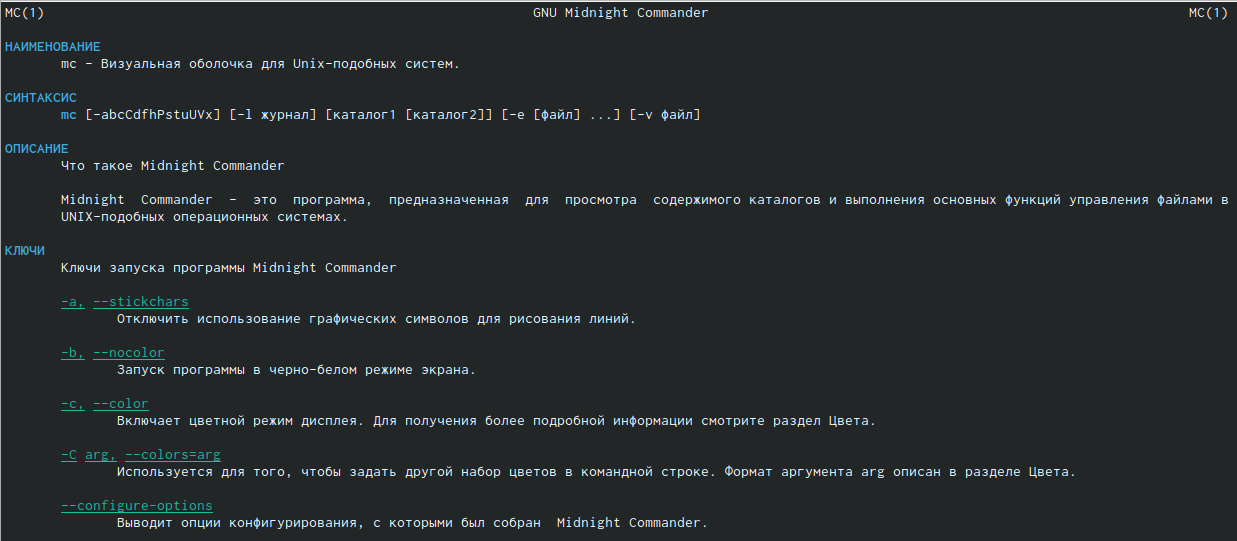 MC(1) GNU Midnight Commander MC(1)
НАИМЕНОВАНИЕ
mc - Визуальная оболочка для Unix-подобных систем.
СИНТАКСИС
mc [-abcCdfhPstuUVx] [-l журнал] [каталог1 [каталог2]] [-e [файл] ...] [-v файл]
ОПИСАНИЕ
Что такое Midnight Commander
Midnight Commander - это программа, предназначенная для просмотра содержимого каталогов и выполнения основных функций управления файлами в
UNIX-подобных операционных системах.
КЛЮЧИ
Ключи запуска программы Midnight Commander
-a, --stickchars
Отключить использование графических символов для рисования линий.
-b, --nocolor
Запуск программы в черно-белом режиме экрана.
-c, --color
Включает цветной режим дисплея. Для получения более подробной информации смотрите раздел Цвета.
-C arg, --colors=arg
Используется для того, чтобы задать другой набор цветов в командной строке. Формат аргумента arg описан в разделе Цвета.
--configure-options
Выводит опции конфигурирования, с которыми был собран Midnight Commander.